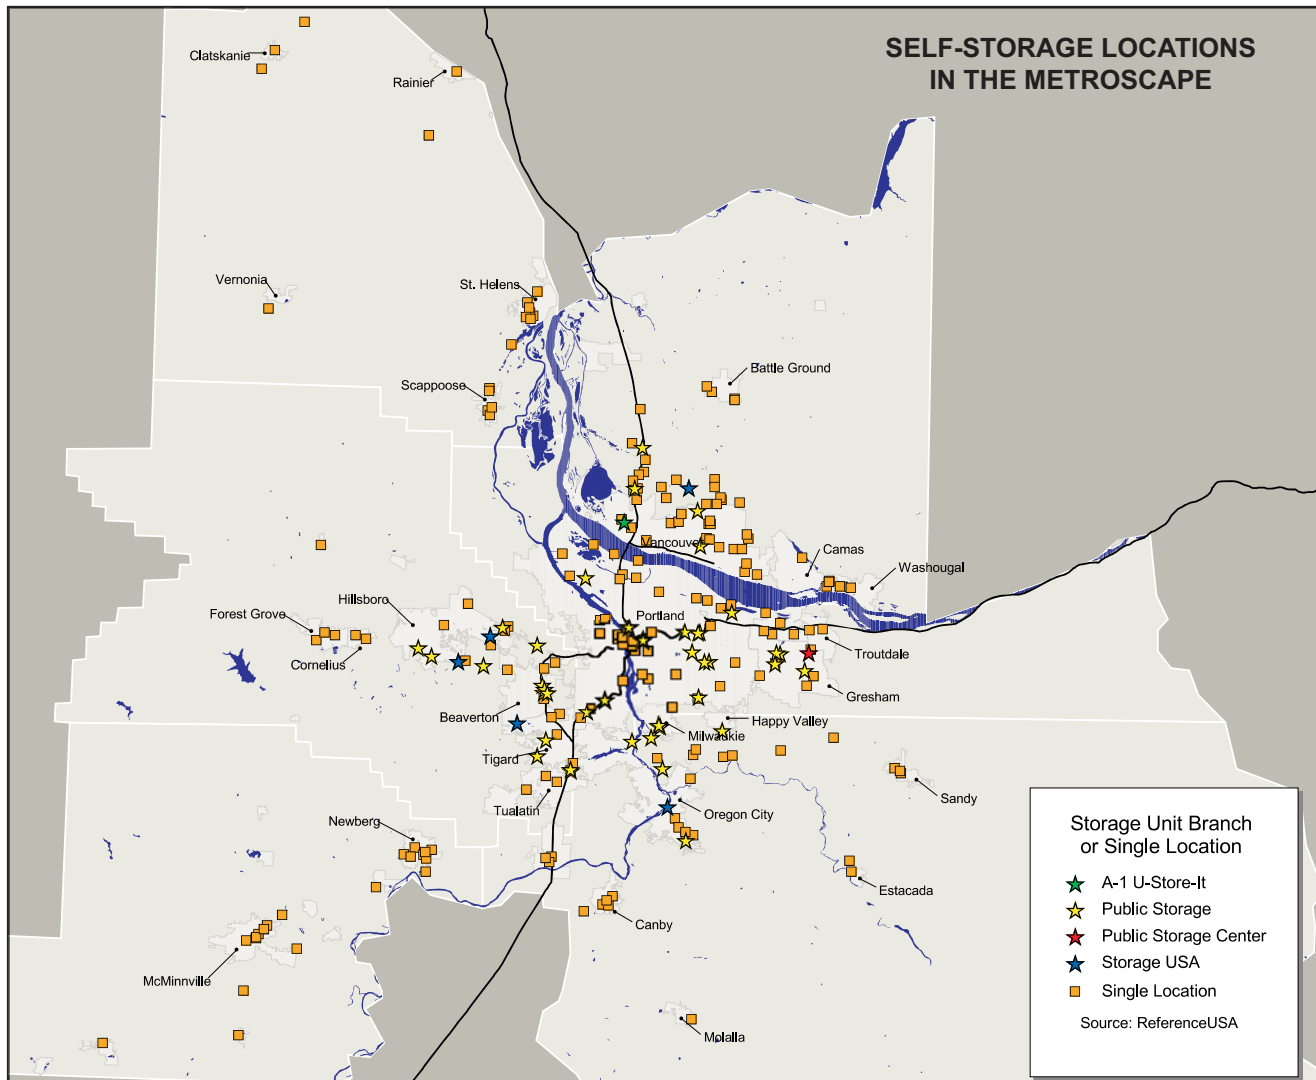 SELF-STORAGE LOCATIONS
IN THE METROSCAPE
Clatskanie
Rainier
Vernonia
St. Helens
Scappoose
Battle Ground
Vancouver
Camas
Washougal
Forest Grove
Hillsboro
Cornelius
Portland
Troutdale
Gresham
Beaverton
Happy Valley
Milwaukie
Tigard
Tualatin
Oregon City
Sandy
Newberg
Estacada
Canby
McMinnville
Molalla
Storage Unit Branch
or Single Location
A-1 U-Store-It
Public Storage
Public Storage Center
Storage USA
Single Location
Source: ReferenceUSA